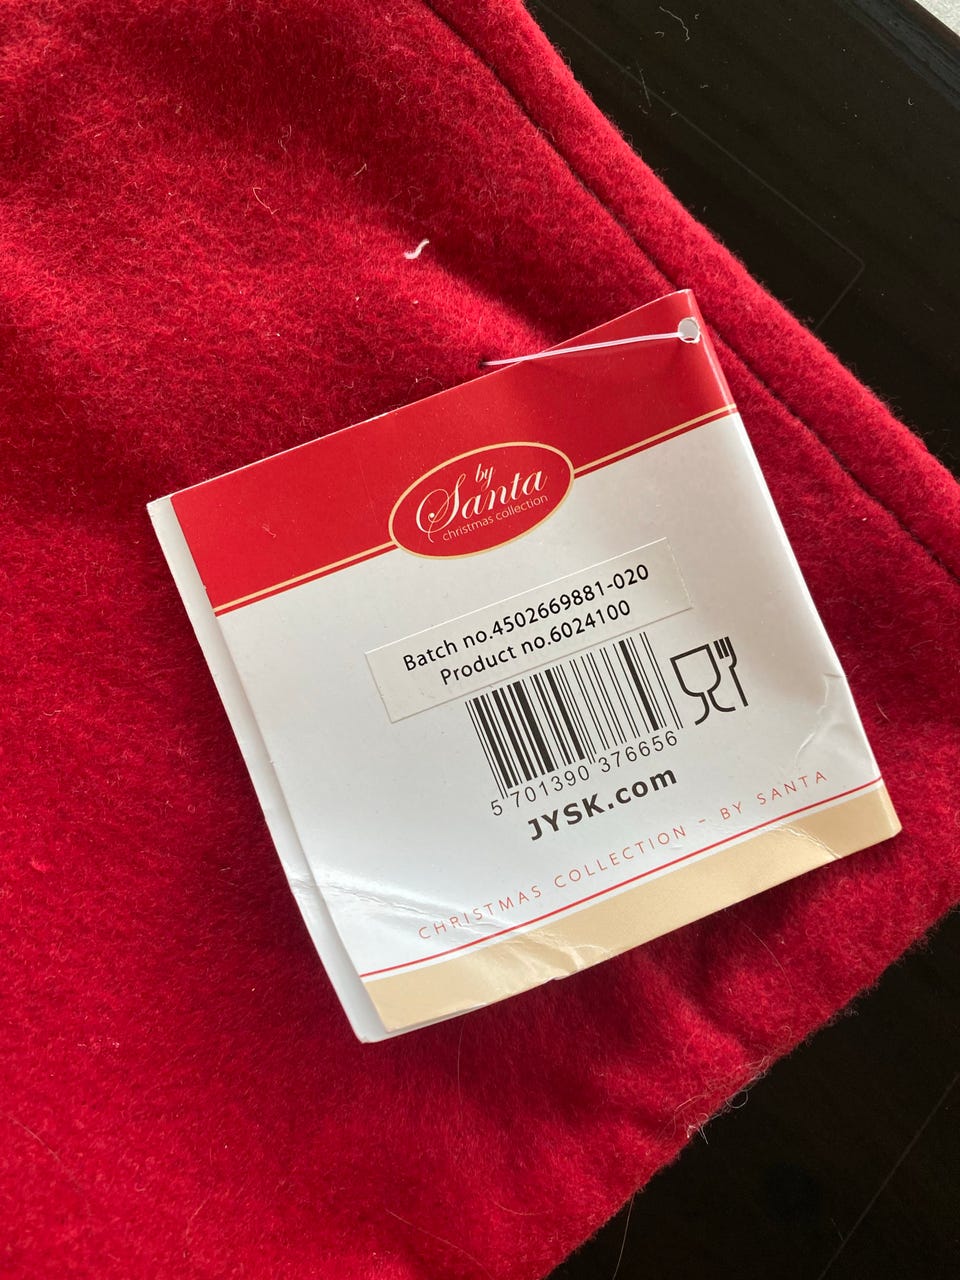 by
Santa
christmas collection
Batch no.4502669881-020
Product no.6024100
5 701390 376656
JYSK.com
CHRISTMAS COLLECTION - BY SANTA